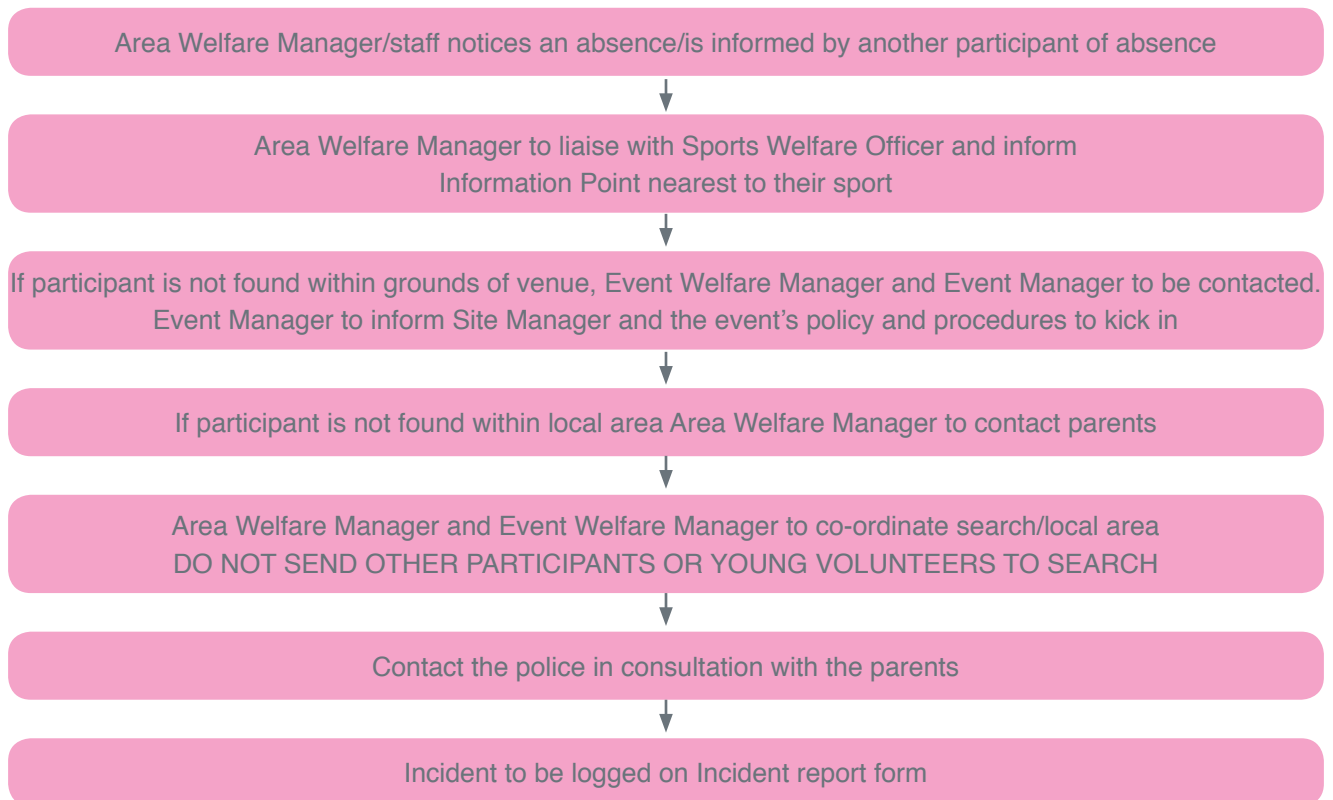 Area Welfare Manager/staff notices an absence/is informed by another participant of absence
Area Welfare Manager to liaise with Sports Welfare Officer and inform
Information Point nearest to their sport
If participant is not found within grounds of venue, Event Welfare Manager and Event Manager to be contacted.
Event Manager to inform Site Manager and the event’s policy and procedures to kick in
If participant is not found within local area Area Welfare Manager to contact parents
Area Welfare Manager and Event Welfare Manager to co-ordinate search/local area
DO NOT SEND OTHER PARTICIPANTS OR YOUNG VOLUNTEERS TO SEARCH
Contact the police in consultation with the parents
Incident to be logged on Incident report form